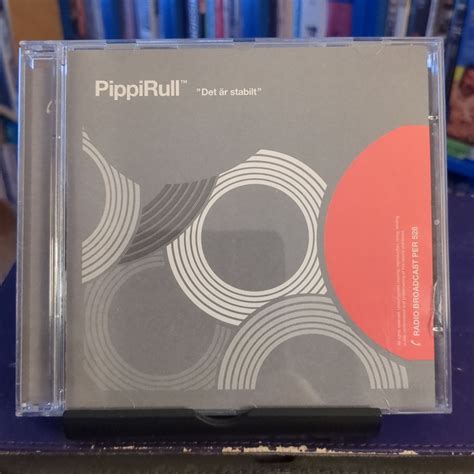 PippiRull™ "Det är stabilt"
RADIO BROADCAST PER 528